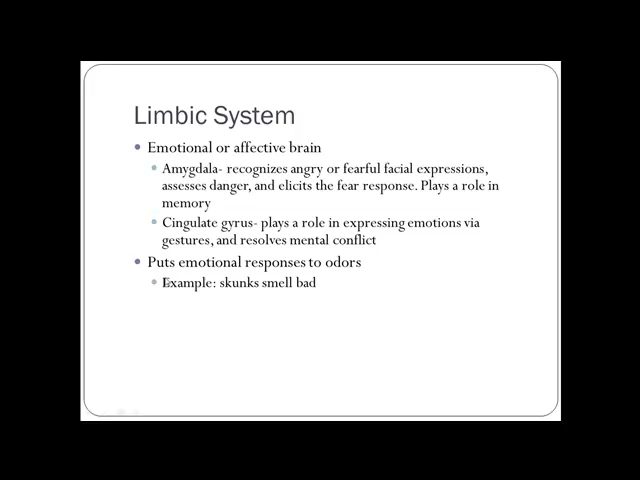 Limbic System
Emotional or affective brain
Amygdala- recognizes angry or fearful facial expressions,
assesses danger, and elicits the fear response. Plays a role in
memory
Cingulate gyrus- plays a role in expressing emotions via
gestures, and resolves mental conflict
Puts emotional responses to odors
Example: skunks smell bad